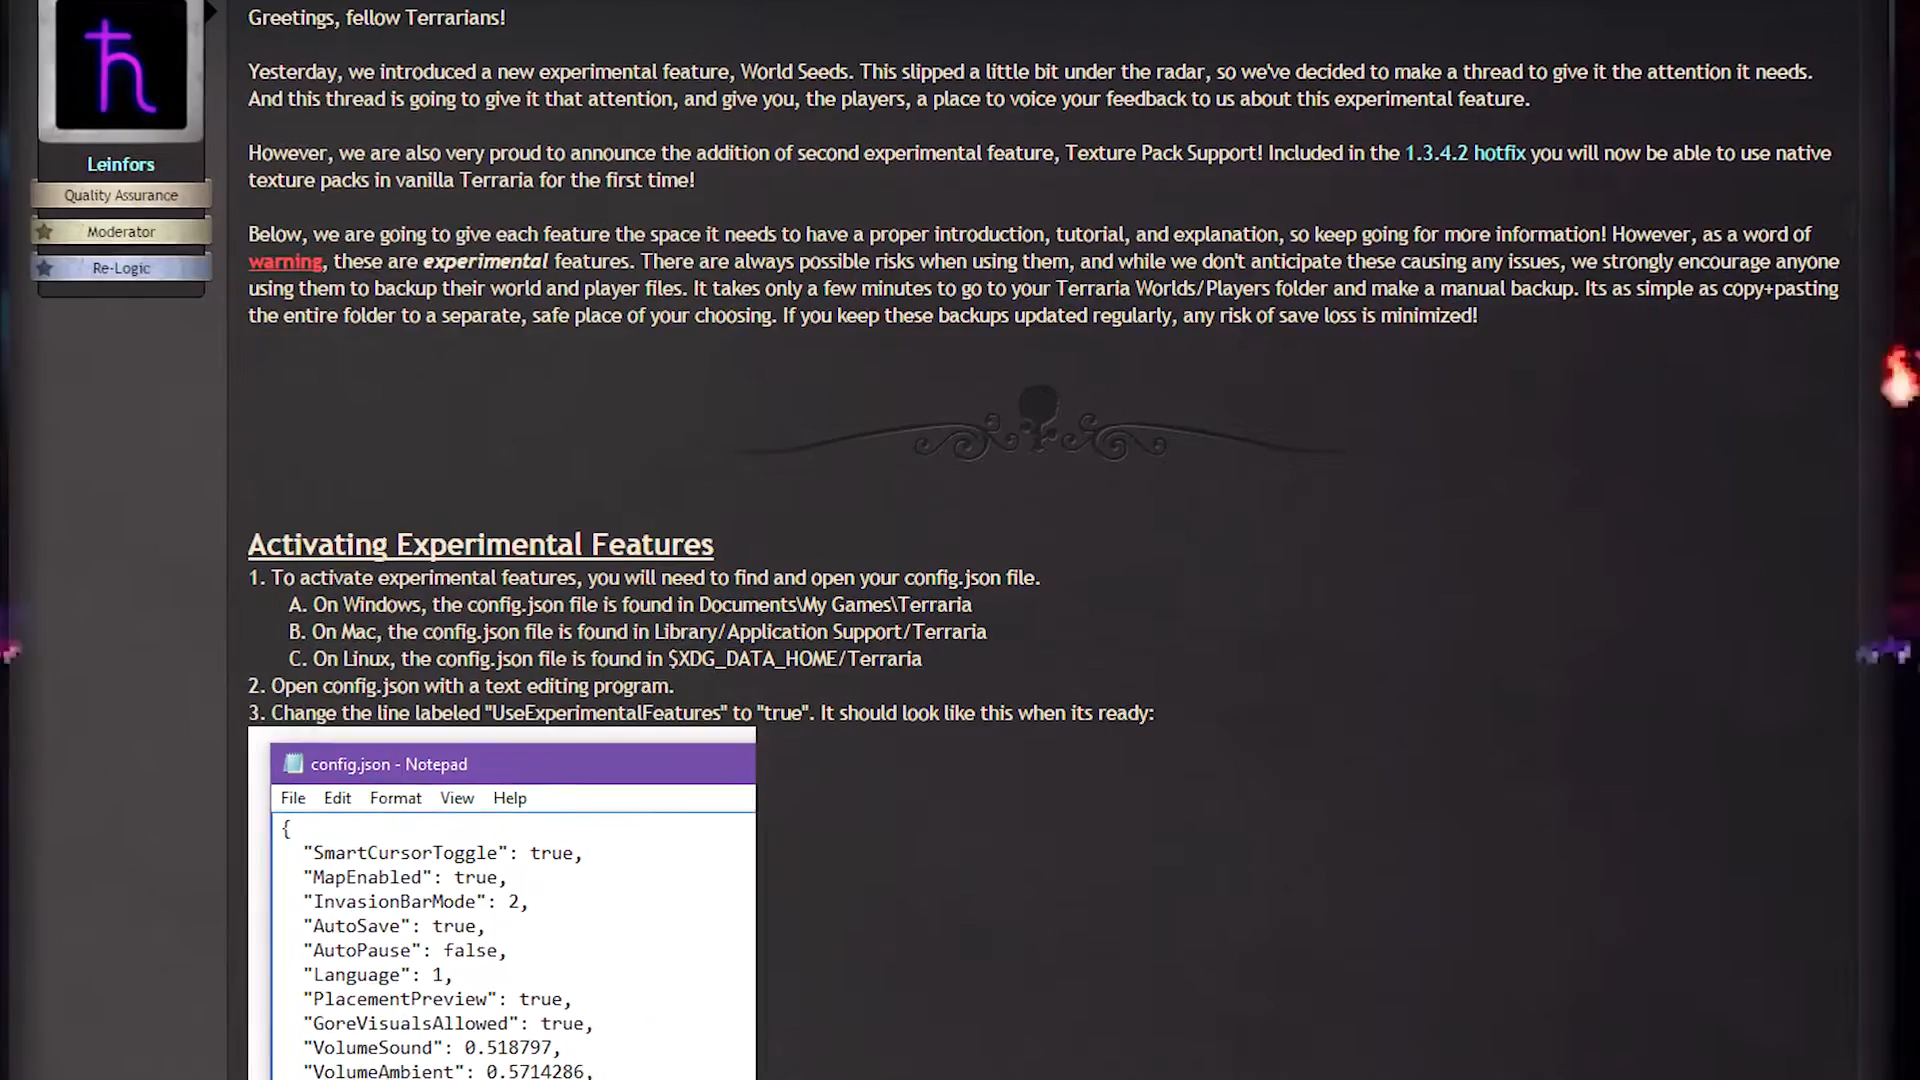 Greetings, fellow Terrarians!
Yesterday, we introduced a new experimental feature, World Seeds. This slipped a little bit under the radar, so we've decided to make a thread to give it the attention it needs.
And this thread is going to give it that attention, and give you, the players, a place to voice your feedback to us about this experimental feature.
However, we are also very proud to announce the addition of second experimental feature, Texture Pack Support! Included in the 1.3.4.2 hotfix you will now be able to use native
texture packs in vanilla Terraria for the first time!
Below, we are going to give each feature the space it needs to have a proper introduction, tutorial, and explanation, so keep going for more information! However, as a word of
warning, these are experimental features. There are always possible risks when using them, and while we don't anticipate these causing any issues, we strongly encourage anyone
using them to backup their world and player files. It takes only a few minutes to go to your Terraria Worlds/Players folder and make a manual backup. Its as simple as copy+pasting
the entire folder to a separate, safe place of your choosing. If you keep these backups updated regularly, any risk of save loss is minimized!
Leinfors
Quality Assurance
Moderator
Re-Logic
Activating Experimental Features
1. To activate experimental features, you will need to find and open your config.json file.
A. On Windows, the config.json file is found in Documents\My Games\Terraria
B. On Mac, the config.json file is found in Library/Application Support/Terraria
C. On Linux, the config.json file is found in $XDG_DATA_HOME/Terraria
2. Open config.json with a text editing program.
3. Change the line labeled "UseExperimentalFeatures" to "true". It should look like this when its ready:
config.json - Notepad
File Edit Format View Help
{
"SmartCursorToggle": true,
"MapEnabled": true,
"InvasionBarMode": 2,
"AutoSave": true,
"AutoPause": false,
"Language": 1,
"PlacementPreview": true,
"GoreVisualsAllowed": true,
"VolumeSound": 0.518797,
"VolumeAmbient": 0.5714286,